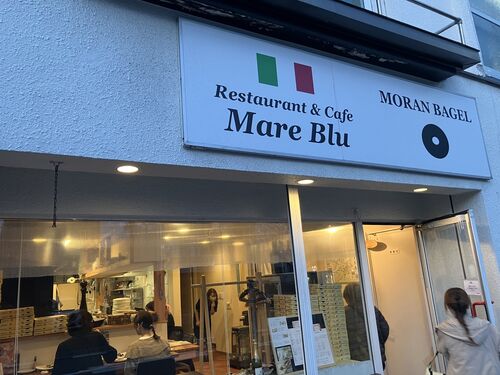 Restaurant & Cafe
Mare Blu
MORAN BAGEL